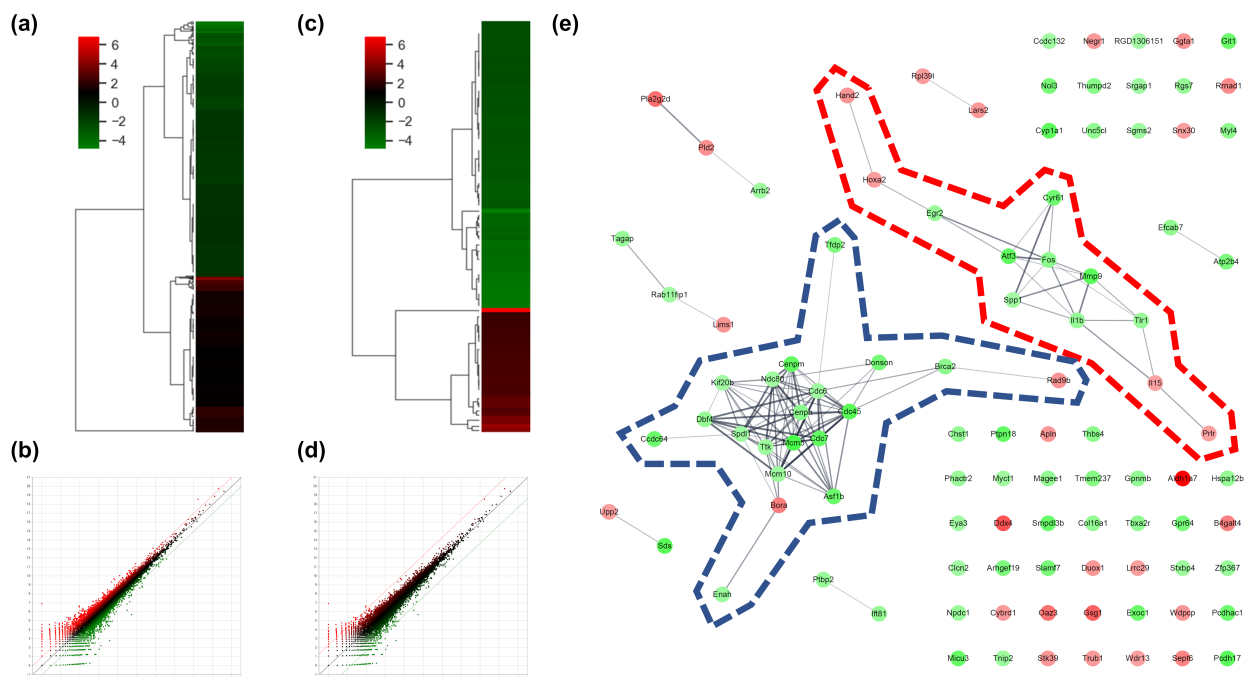 (a)
6
4
2
0
−2
−4
(b)
(c)
6
4
2
0
−2
−4
(d)
(e)
Ccdc132 Negr1 RGD1306151 Ggta1 Git1
Nol3 Thumpd2 Srgap1 Rgs7 Rrnad1
Cyp1a1 Unc5cl Sgms2 Snx30 Myl4
Rpl39l
Lars2
Pla2g2d
Pld2
Arrb2
Hand2
Hoxa2
Egr2
Cyr61
Atf3
Fos
Mmp9
Spp1
Il1b
Tlr1
Il15
Prlr
Efcab7
Atp2b4
Tagap
Rab11fip1
Lims1
Tfdp2
Cenpm
Donson
Brca2
Rad9b
Kif20b
Ndc80
Cdc6
Cenpa
Cdc45
Dbf4
Spdl1
Ccdc64
Ttk
Mcm5
Cdc7
Mcm10
Asf1b
Bora
Enah
Upp2
Sds
Ptbp2
Ift81
Chst1 Ptpn18 Apln Thbs4
Phactr2 Myct1 Magee1 Tmem237 Gpnmb Aldh1a7 Hspa12b
Eya3 Ddx4 Smpdl3b Col16a1 Tbxa2r Gpr64 B4galt4
Clcn2 Arhgef19 Slamf7 Duox1 Lrrc29 Stxbp4 Zfp367
Npdc1 Cybrd1 Oaz3 Gsg1 Exoc1 Wdpcp Pcdhac1
Micu3 Tnip2 Stk39 Trub1 Wdr13 Sept6 Pcdh17